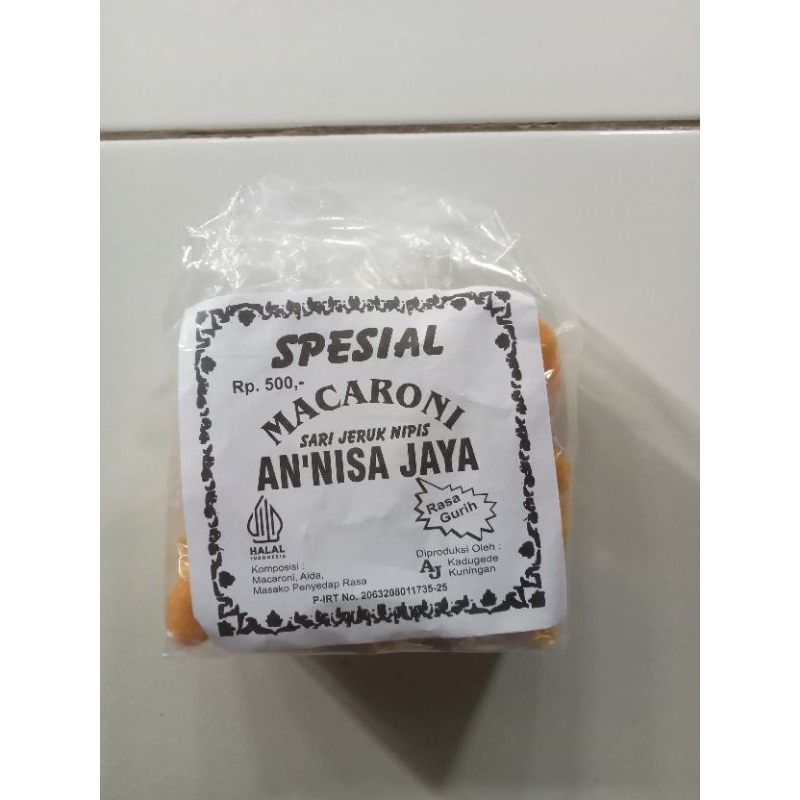 SPESIAL
Rp. 500,-
MACARONI
SARI JERUK NIPIS
AN'NISA JAYA
Rasa
Gurih
HALAL
INDONESIA
Komposisi :
Macaroni, Aida,
Masako Penyedap Rasa
Diproduksi Oleh :
AJ
Kadugede
Kuningan
P-IRT No. 2063208011735-25